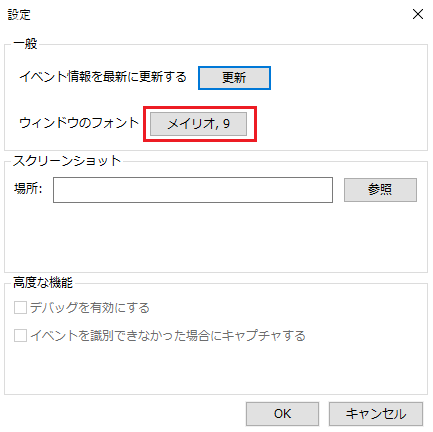 設定
一般
イベント情報を最新に更新する 更新
ウィンドウのフォント メイリオ, 9
スクリーンショット
場所: 参照
高度な機能
デバッグを有効にする
イベントを識別できなかった場合にキャプチャする
OK キャンセル